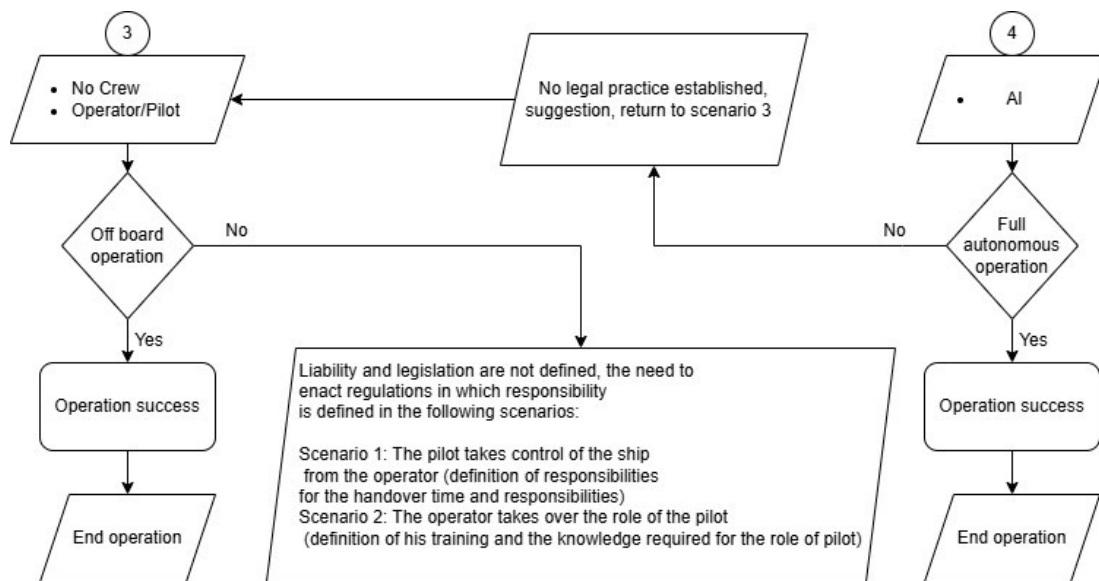 3
No Crew
Operator/Pilot
No legal practice established,
suggestion, return to scenario 3
4
AI
Off board
operation
No
No
Full
autonomous
operation
Yes
Operation success
End operation
Liability and legislation are not defined, the need to
enact regulations in which responsibility
is defined in the following scenarios:
Scenario 1: The pilot takes control of the ship
from the operator (definition of responsibilities
for the handover time and responsibilities)
Scenario 2: The operator takes over the role of the pilot
(definition of his training and the knowledge required for the role of pilot)
Yes
Operation success
End operation